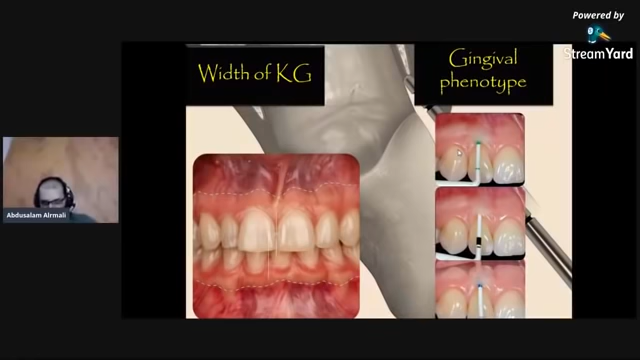 Powered by
StreamYard
Width of KG
Gingival
phenotype
Abdusalam Alrmali